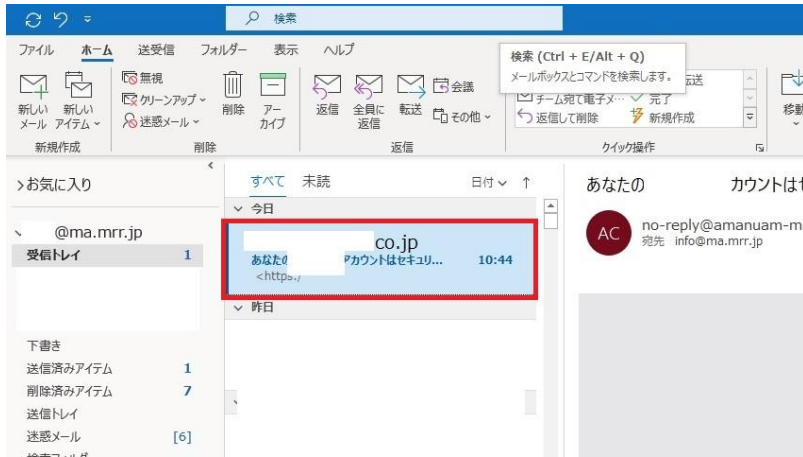 検索
ファイル ホーム 送受信 フォルダー 表示 ヘルプ
検索 (Ctrl + E/Alt + Q)
メールボックスとコマンドを検索します。
新しい メール
新しい アイテム
無視
クリーンアップ
迷惑メール
削除
アー カイブ
返信
全員に 返信
転送
会議
その他
転送
チーム宛て電子メ… 完了
返信して削除 新規作成
移動
新規作成 削除 返信 クイック操作
>お気に入り
@ma.mrr.jp
受信トレイ 1
下書き
送信済みアイテム 1
削除済みアイテム 7
送信トレイ
迷惑メール [6]
検索フォルダー
すべて 未読 日付 ↑
今日
co.jp
あなたの アカウントはセキュリ... 10:44
<https:/
昨日
あなたの カウントは
AC
no-reply@amanuam-m
宛先 info@ma.mrr.jp